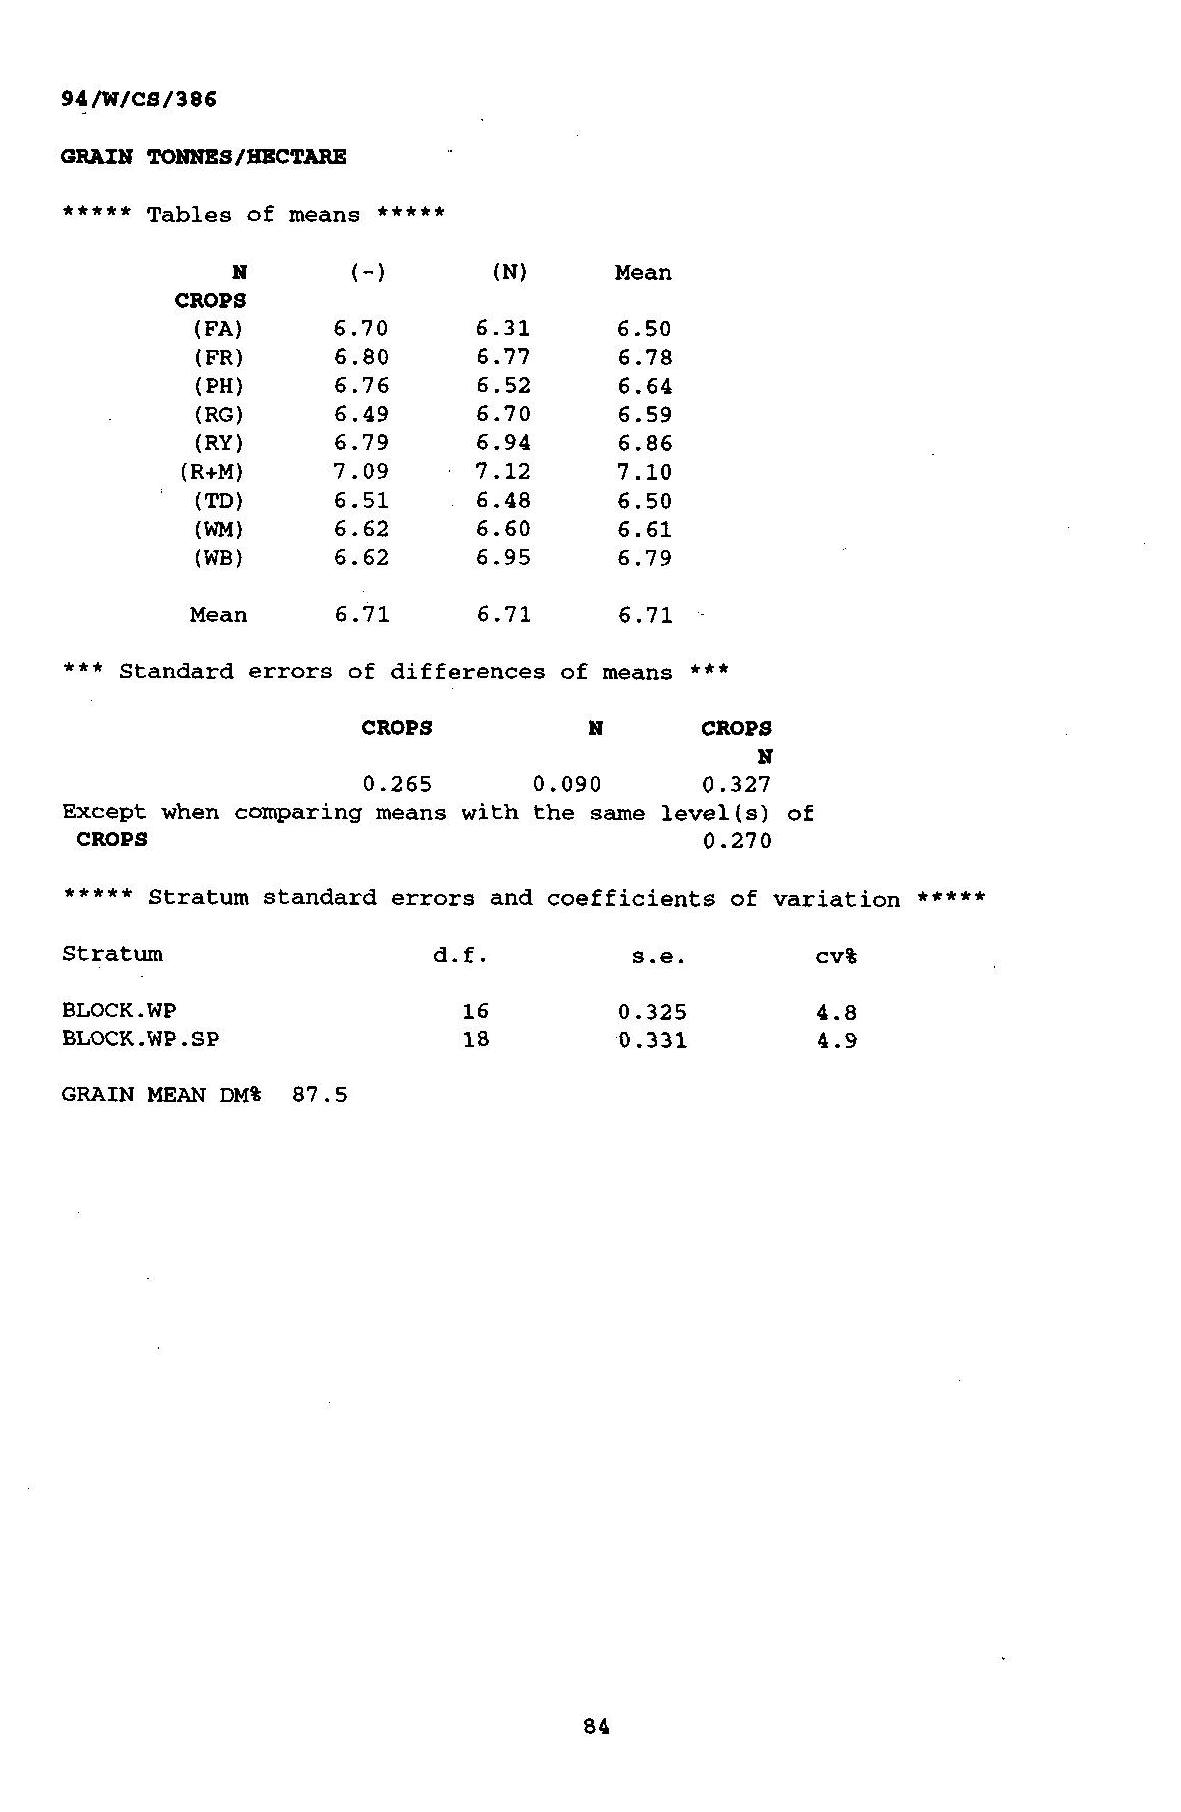 94/W/CS/386
GRAIN TONNES/HECTARE
***** Tables of means *****
N (-) (N) Mean
CROPS
(FA) 6.70 6.31 6.50
(FR) 6.80 6.77 6.78
(PH) 6.76 6.52 6.64
(RG) 6.49 6.70 6.59
(RY) 6.79 6.94 6.86
(R+M) 7.09 7.12 7.10
(TD) 6.51 6.48 6.50
(WM) 6.62 6.60 6.61
(WB) 6.62 6.95 6.79
Mean 6.71 6.71 6.71
*** Standard errors of differences of means ***
CROPS N CROPS
N
0.265 0.090 0.327
Except when comparing means with the same level(s) of
CROPS 0.270
***** Stratum standard errors and coefficients of variation *****
Stratum d.f. s.e. cv%
BLOCK.WP 16 0.325 4.8
BLOCK.WP.SP 18 0.331 4.9
GRAIN MEAN DM% 87.5
84